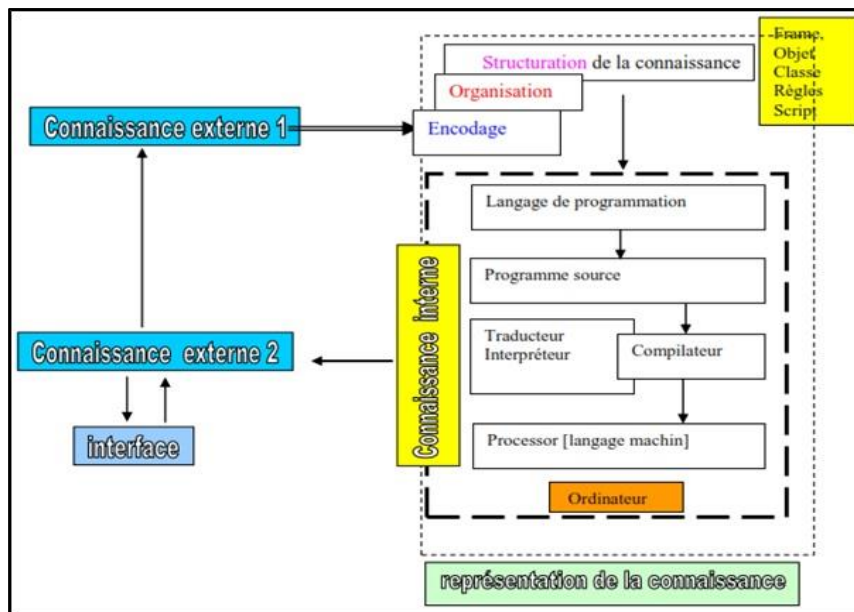 Frame,
Objet
Classe
Règles
Script
Structuration de la connaissance
Organisation
Encodage
Connaissance externe 1
Langage de programmation
Programme source
Traducteur
Interpréteur
Compilateur
Processor [langage machin]
Ordinateur
Connaissance interne
Connaissance externe 2
interface
représentation de la connaissance